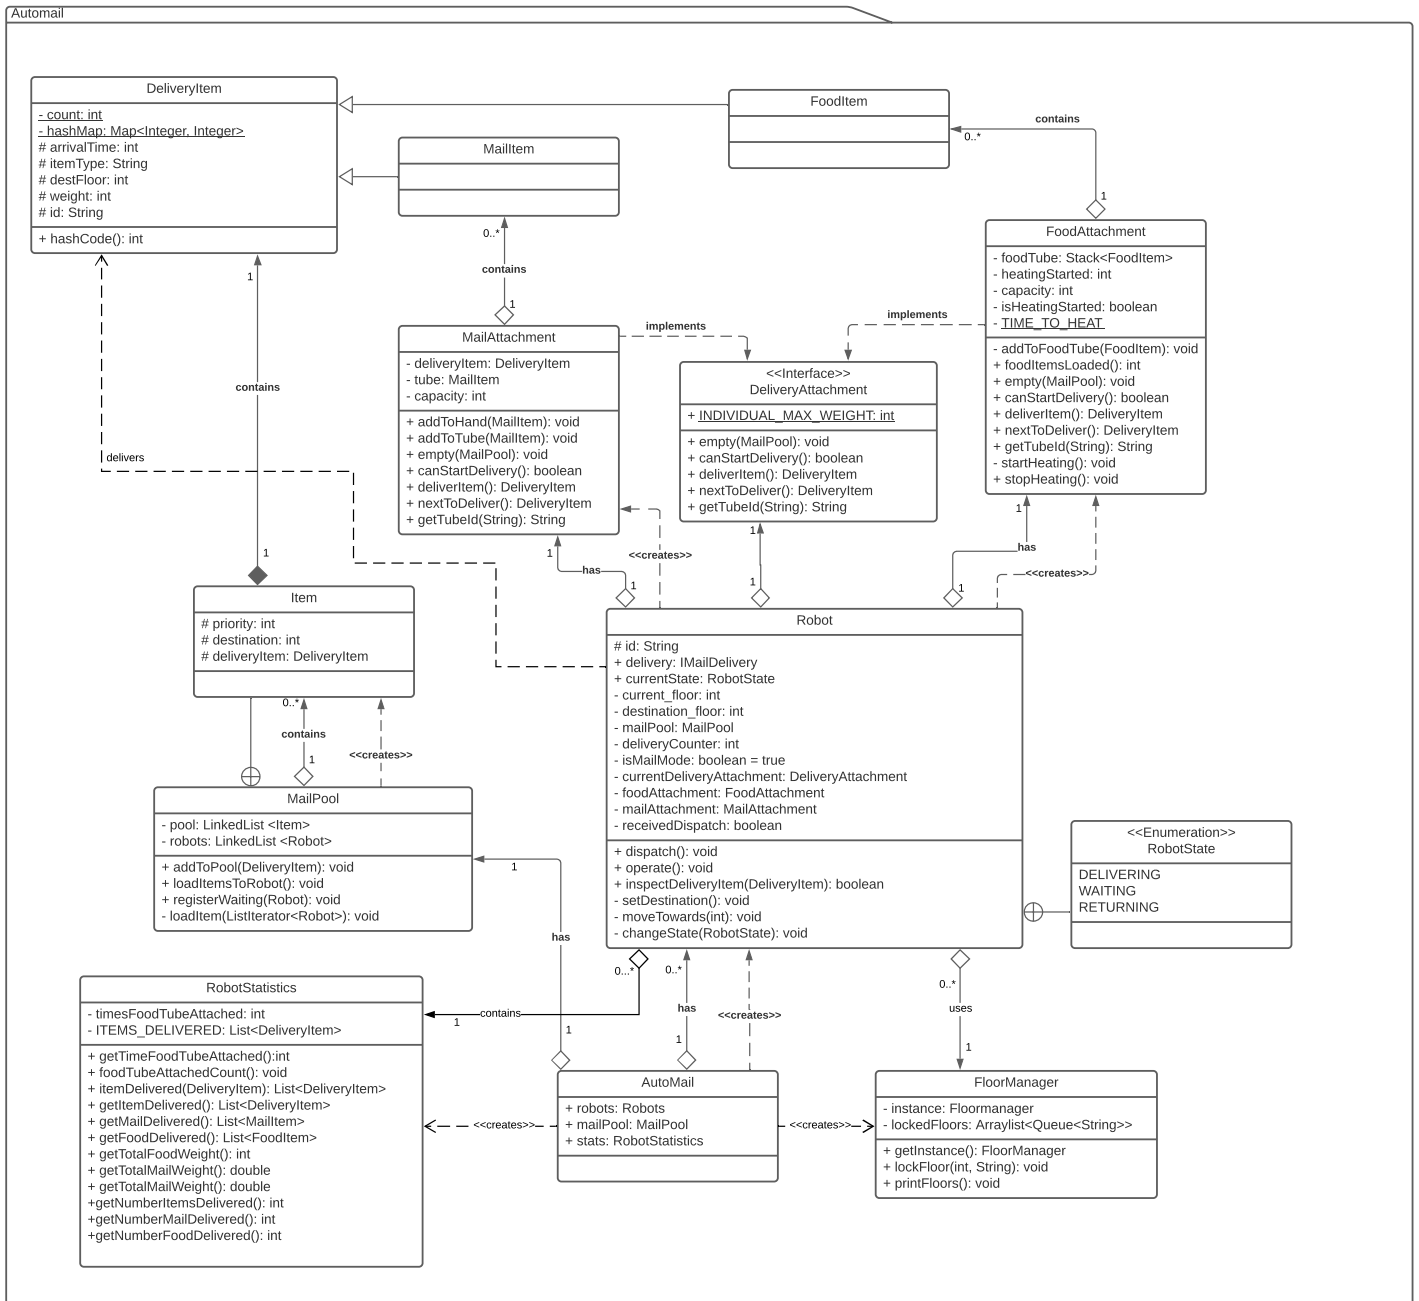 Automail
DeliveryItem
- count: int
- hashMap: Map<Integer, Integer>
# arrivalTime: int
# itemType: String
# destFloor: int
# weight: int
# id: String
+ hashCode(): int
FoodItem
MailItem
contains
0..*
1
0..*
contains
1
FoodAttachment
- foodTube: Stack<FoodItem>
- heatingStarted: int
- capacity: int
- isHeatingStarted: boolean
- TIME_TO_HEAT
- addToFoodTube(FoodItem): void
+ foodItemsLoaded(): int
+ empty(MailPool): void
+ canStartDelivery(): boolean
+ deliverItem(): DeliveryItem
+ nextToDeliver(): DeliveryItem
+ getTubeId(String): String
- startHeating(): void
+ stopHeating(): void
MailAttachment
- deliveryItem: DeliveryItem
- tube: MailItem
- capacity: int
+ addToHand(MailItem): void
+ addToTube(MailItem): void
+ empty(MailPool): void
+ canStartDelivery(): boolean
+ deliverItem(): DeliveryItem
+ nextToDeliver(): DeliveryItem
+ getTubeId(String): String
implements
implements
<<Interface>>
DeliveryAttachment
+ INDIVIDUAL_MAX_WEIGHT: int
+ empty(MailPool): void
+ canStartDelivery(): boolean
+ deliverItem(): DeliveryItem
+ nextToDeliver(): DeliveryItem
+ getTubeId(String): String
1
contains
1
delivers
1
has
1
<<creates>>
1
1
1
has
1
<<creates>>
Item
# priority: int
# destination: int
# deliveryItem: DeliveryItem
0..*
contains
1
<<creates>>
MailPool
- pool: LinkedList <Item>
- robots: LinkedList <Robot>
+ addToPool(DeliveryItem): void
+ loadItemsToRobot(): void
+ registerWaiting(Robot): void
- loadItem(ListIterator<Robot>): void
Robot
# id: String
+ delivery: IMailDelivery
+ currentState: RobotState
- current_floor: int
- destination_floor: int
- mailPool: MailPool
- deliveryCounter: int
- isMailMode: boolean = true
- currentDeliveryAttachment: DeliveryAttachment
- foodAttachment: FoodAttachment
- mailAttachment: MailAttachment
- receivedDispatch: boolean
+ dispatch(): void
+ operate(): void
+ inspectDeliveryItem(DeliveryItem): boolean
- setDestination(): void
- moveTowards(int): void
- changeState(RobotState): void
<<Enumeration>>
RobotState
DELIVERING
WAITING
RETURNING
1
has
1
0...*
contains
1
0..*
has
1
<<creates>>
0..*
uses
1
RobotStatistics
- timesFoodTubeAttached: int
- ITEMS_DELIVERED: List<DeliveryItem>
+ getTimeFoodTubeAttached():int
+ foodTubeAttachedCount(): void
+ itemDelivered(DeliveryItem): List<DeliveryItem>
+ getItemDelivered(): List<DeliveryItem>
+ getMailDelivered(): List<MailItem>
+ getFoodDelivered(): List<FoodItem>
+ getTotalFoodWeight(): int
+ getTotalMailWeight(): double
+ getTotalMailWeight(): double
+getNumberItemsDelivered(): int
+getNumberMailDelivered(): int
+getNumberFoodDelivered(): int
<<creates>>
AutoMail
+ robots: Robots
+ mailPool: MailPool
+ stats: RobotStatistics
<<creates>>
FloorManager
- instance: Floormanager
- lockedFloors: Arraylist<Queue<String>>
+ getInstance(): FloorManager
+ lockFloor(int, String): void
+ printFloors(): void